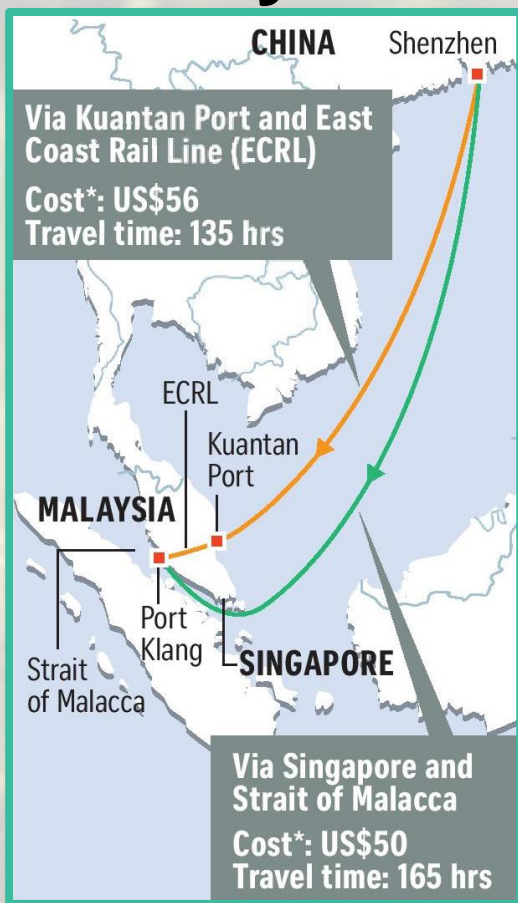 CHINA
Shenzhen
Via Kuantan Port and East
Coast Rail Line (ECRL)
Cost*: US$56
Travel time: 135 hrs
ECRL
Kuantan
Port
MALAYSIA
Port
Klang
SINGAPORE
Strait
of Malacca
Via Singapore and
Strait of Malacca
Cost*: US$50
Travel time: 165 hrs